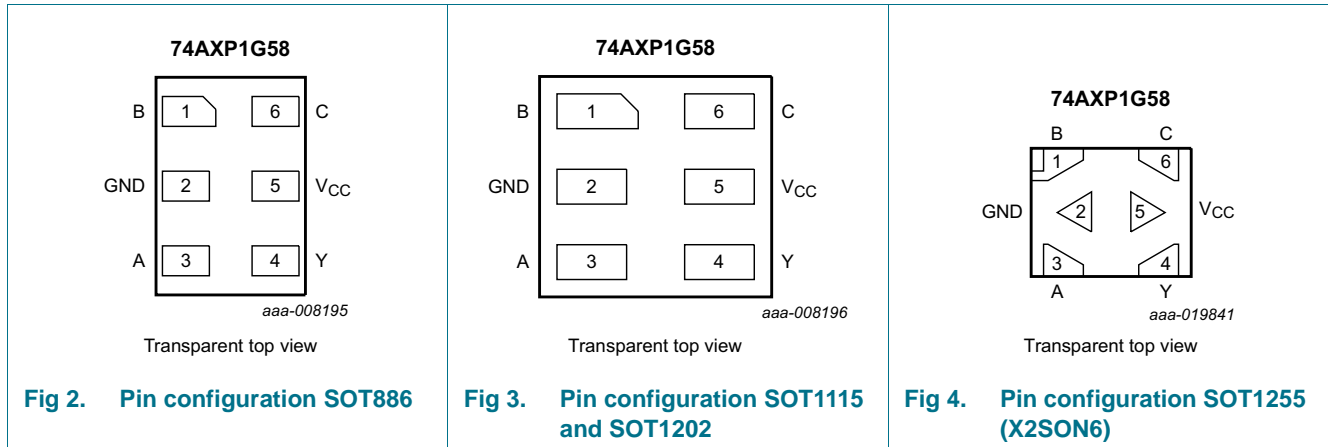 74AXP1G58
B 1 6 C
GND 2 5 VCC
A 3 4 Y
aaa-008195
Transparent top view
Fig 2. Pin configuration SOT886
74AXP1G58
B 1 6 C
GND 2 5 VCC
A 3 4 Y
aaa-008196
Transparent top view
Fig 3. Pin configuration SOT1115
and SOT1202
74AXP1G58
B C
1 6
GND 2 5 VCC
3 4
A Y
aaa-019841
Transparent top view
Fig 4. Pin configuration SOT1255
(X2SON6)